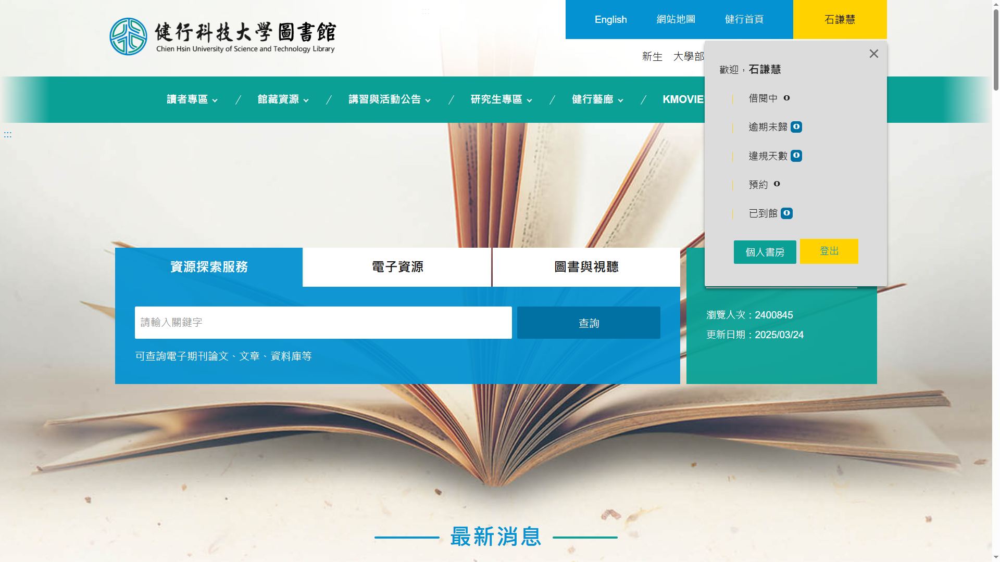 健行科技大學圖書館
Chien Hsin University of Science and Technology Library
:::
English
網站地圖
健行首頁
石謙慧
新生
大學部
讀者專區
館藏資源
講習與活動公告
研究生專區
健行藝廊
KMOVIE
:::
歡迎，石謙慧
借閱中 0
逾期未歸 0
違規天數 0
預約 0
已到館 0
個人書房
登出
資源探索服務
電子資源
圖書與視聽
請輸入關鍵字
查詢
可查詢電子期刊論文、文章、資料庫等
瀏覽人次：2400845
更新日期：2025/03/24
最新消息